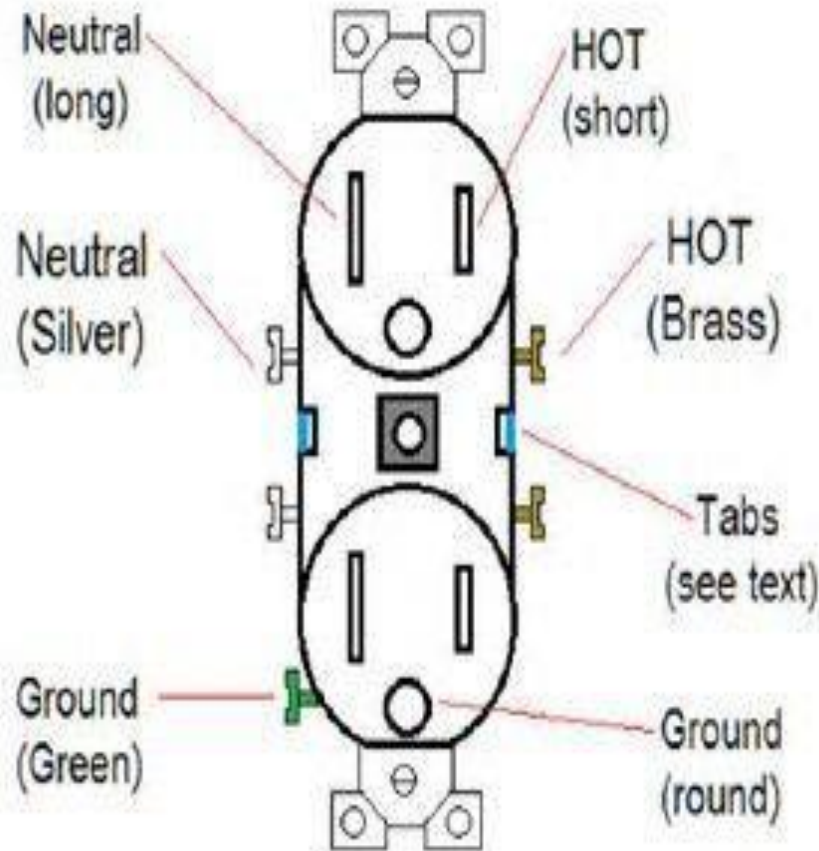 Neutral
(long)
HOT
(short)
Neutral
(Silver)
HOT
(Brass)
Tabs
(see text)
Ground
(Green)
Ground
(round)